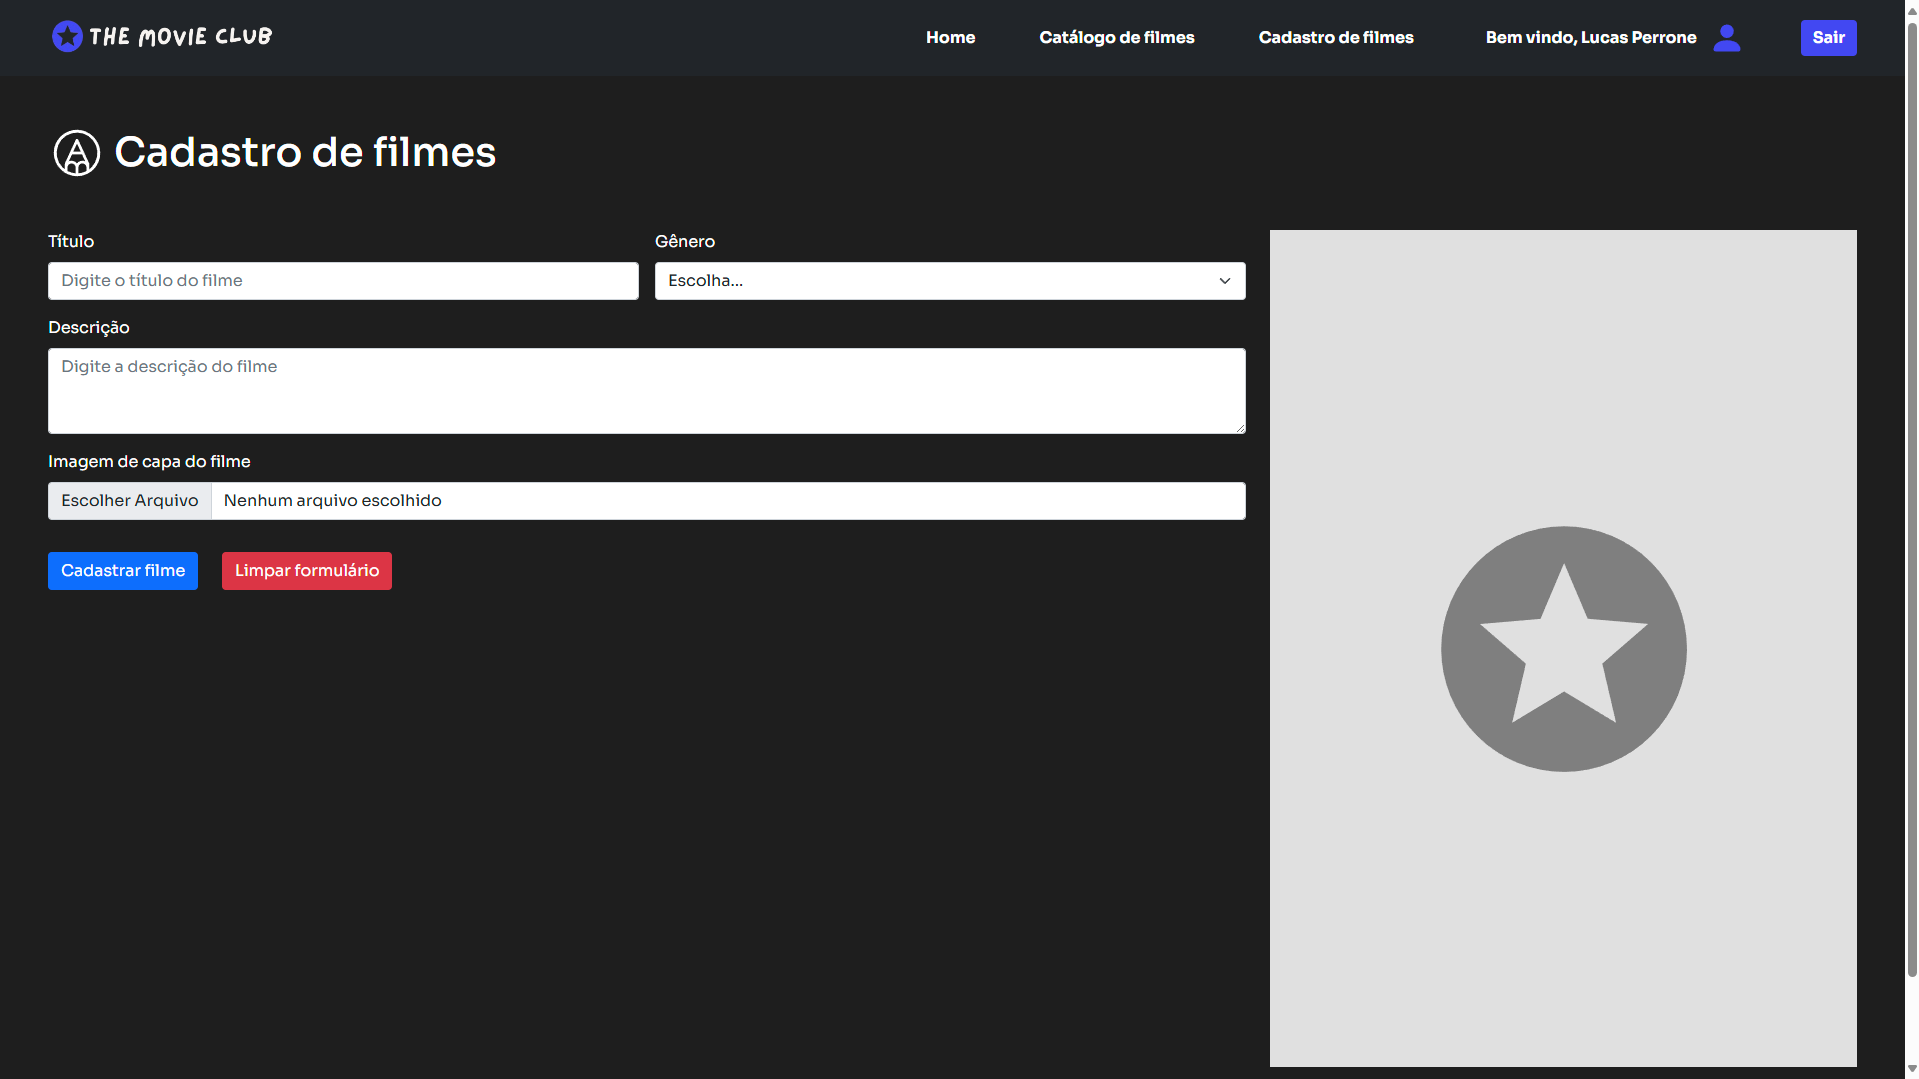 THE MOVIE CLUB
Home
Catálogo de filmes
Cadastro de filmes
Bem vindo, Lucas Perrone
Sair
Cadastro de filmes
Título
Gênero
Digite o título do filme
Escolha...
Descrição
Digite a descrição do filme
Imagem de capa do filme
Escolher Arquivo
Nenhum arquivo escolhido
Cadastrar filme
Limpar formulário